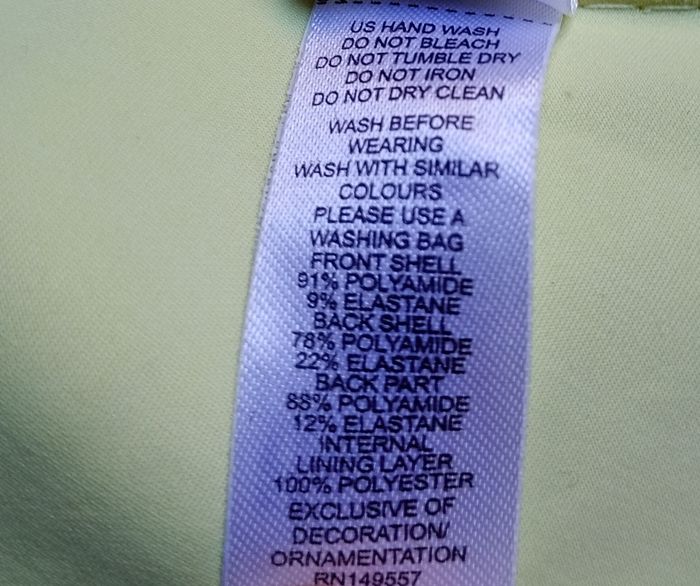 US HAND WASH
DO NOT BLEACH
DO NOT TUMBLE DRY
DO NOT IRON
DO NOT DRY CLEAN
WASH BEFORE
WEARING
WASH WITH SIMILAR
COLOURS
PLEASE USE A
WASHING BAG
FRONT SHELL
91% POLYAMIDE
9% ELASTANE
BACK SHELL
78% POLYAMIDE
22% ELASTANE
BACK PART
88% POLYAMIDE
12% ELASTANE
INTERNAL
LINING LAYER
100% POLYESTER
EXCLUSIVE OF
DECORATION/
ORNAMENTATION
RN149557